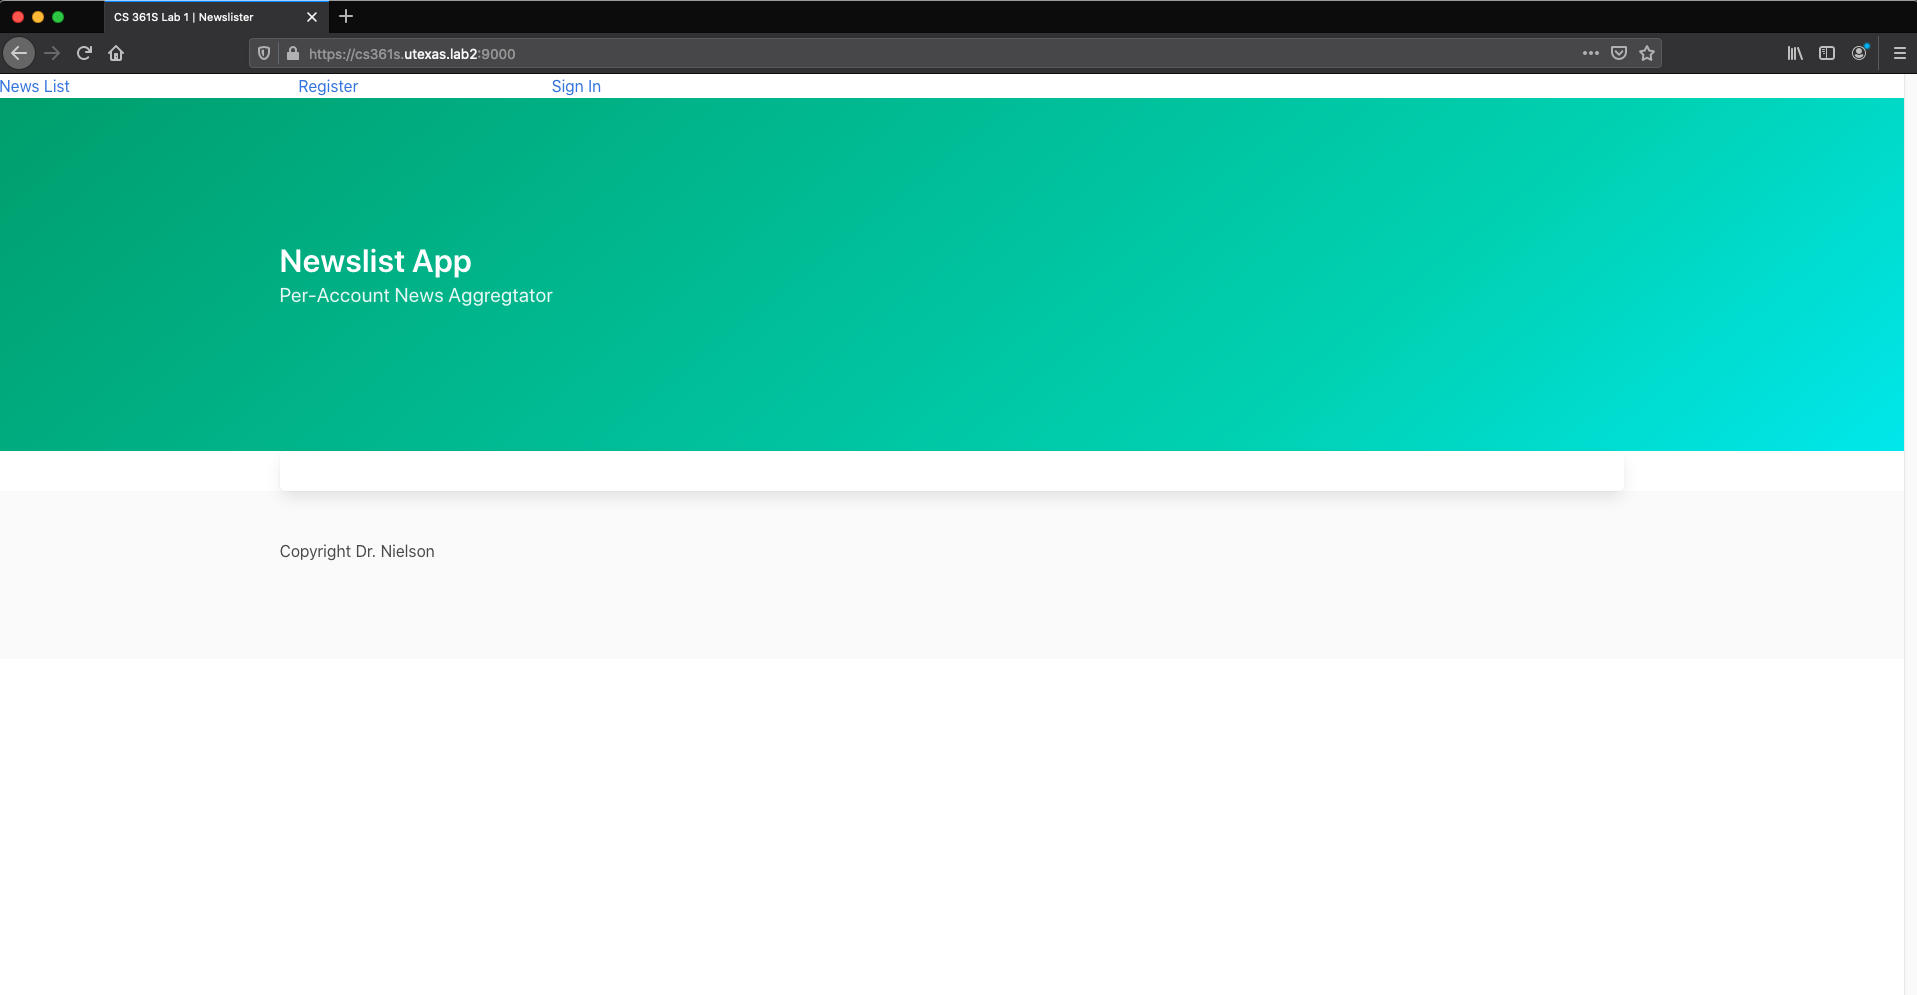 CS 361S Lab 1 | Newslister
https://cs361s.utexas.lab2:9000
News List Register Sign In
Newslist App
Per-Account News Aggregtator
Copyright Dr. Nielson